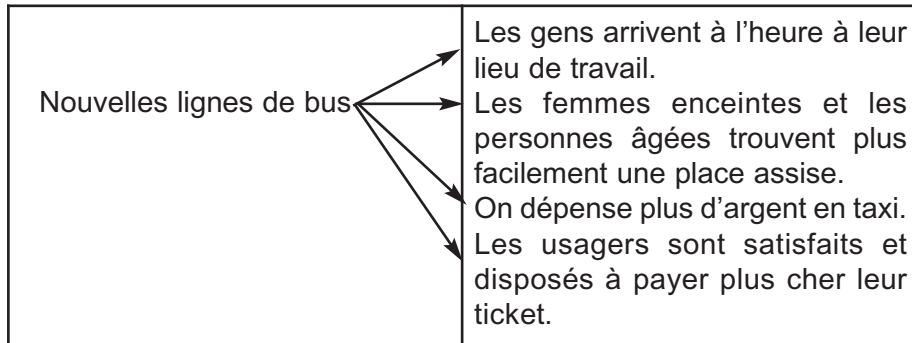 Nouvelles lignes de bus
Les gens arrivent à l’heure à leur
lieu de travail.
Les femmes enceintes et les
personnes âgées trouvent plus
facilement une place assise.
On dépense plus d’argent en taxi.
Les usagers sont satisfaits et
disposés à payer plus cher leur
ticket.